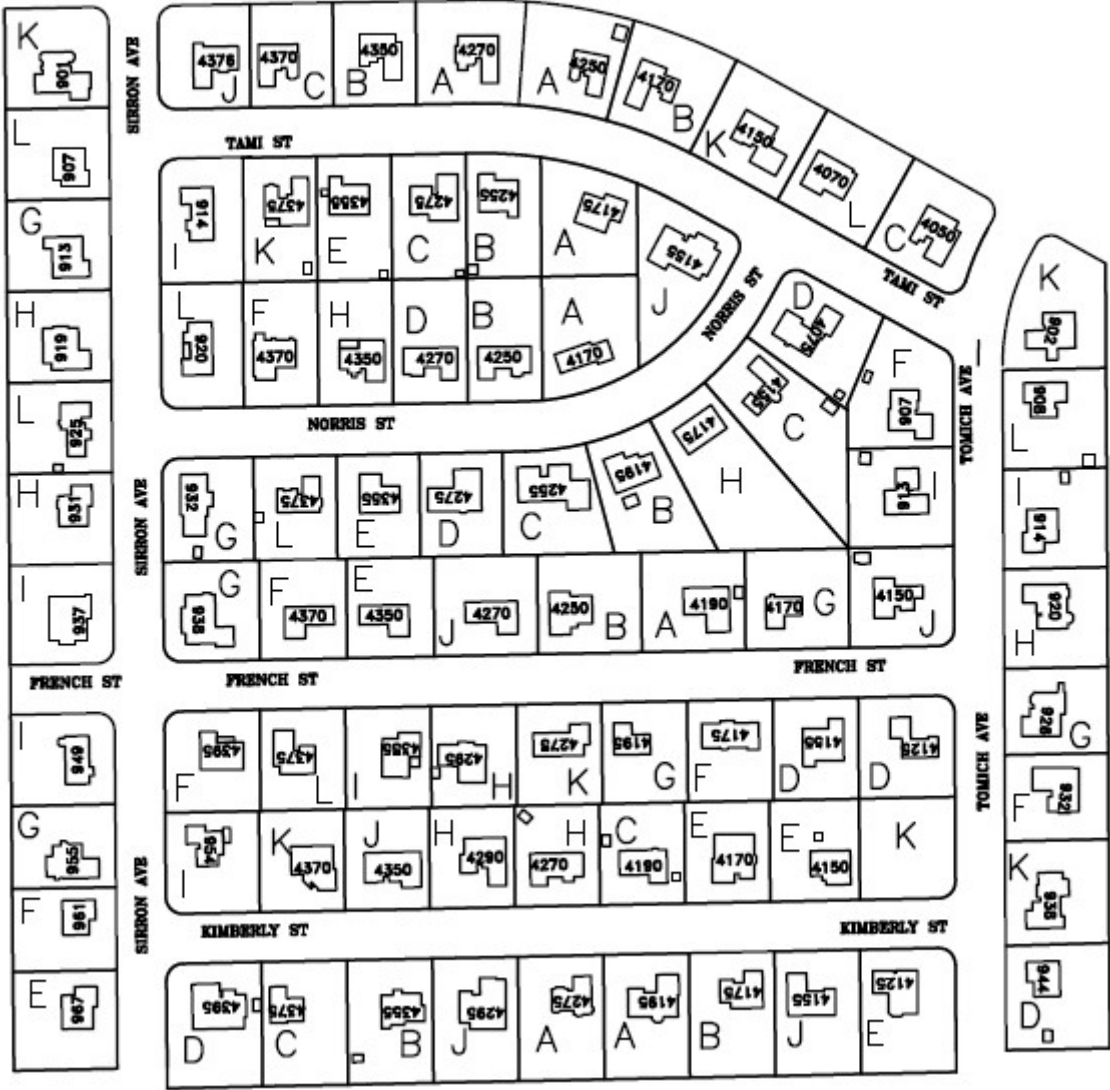 K 901
SIRRON AVE
4376 J
4370 C
4350 B
4270 A
4250 A
4170 B
4150 K
4070 L
4050 C
TAMI ST
TAMI ST
L 907
G 913
H 919
L 925
H 931
I 937
914 I
4375 K
4355 E
4275 C
4255 B
4175 A
4155 J
L 920
F 4370
H 4350
D 4270
B 4250
A 4170
NORRIS ST
NORRIS ST
D 4075
F 907
4155 C
4175 H
4195 B
I 913
TOMICH AVE
K 902
908 L
I 914
920 H
928 G
F 932
K 938
944 D
SIRRON AVE
932 G
4375 L
4355 E
4275 D
4255 C
G 938
F 4370
E 4350
4270 J
4250 B
4190 A
4170 G
4150 J
FRENCH ST
FRENCH ST
FRENCH ST
TOMICH AVE
I 949
G 955
F 961
E 967
4395 F
4375 L
4355 I
4295 H
4275 K
4195 G
4175 F
4155 D
4125 D
954 I
K 4370
J 4350
H 4290
H 4270
C 4190
E 4170
E 4150
K
SIRRON AVE
KIMBERLY ST
KIMBERLY ST
4395 D
4375 C
4355 B
4295 J
4275 A
4195 A
4175 B
4155 J
4125 E